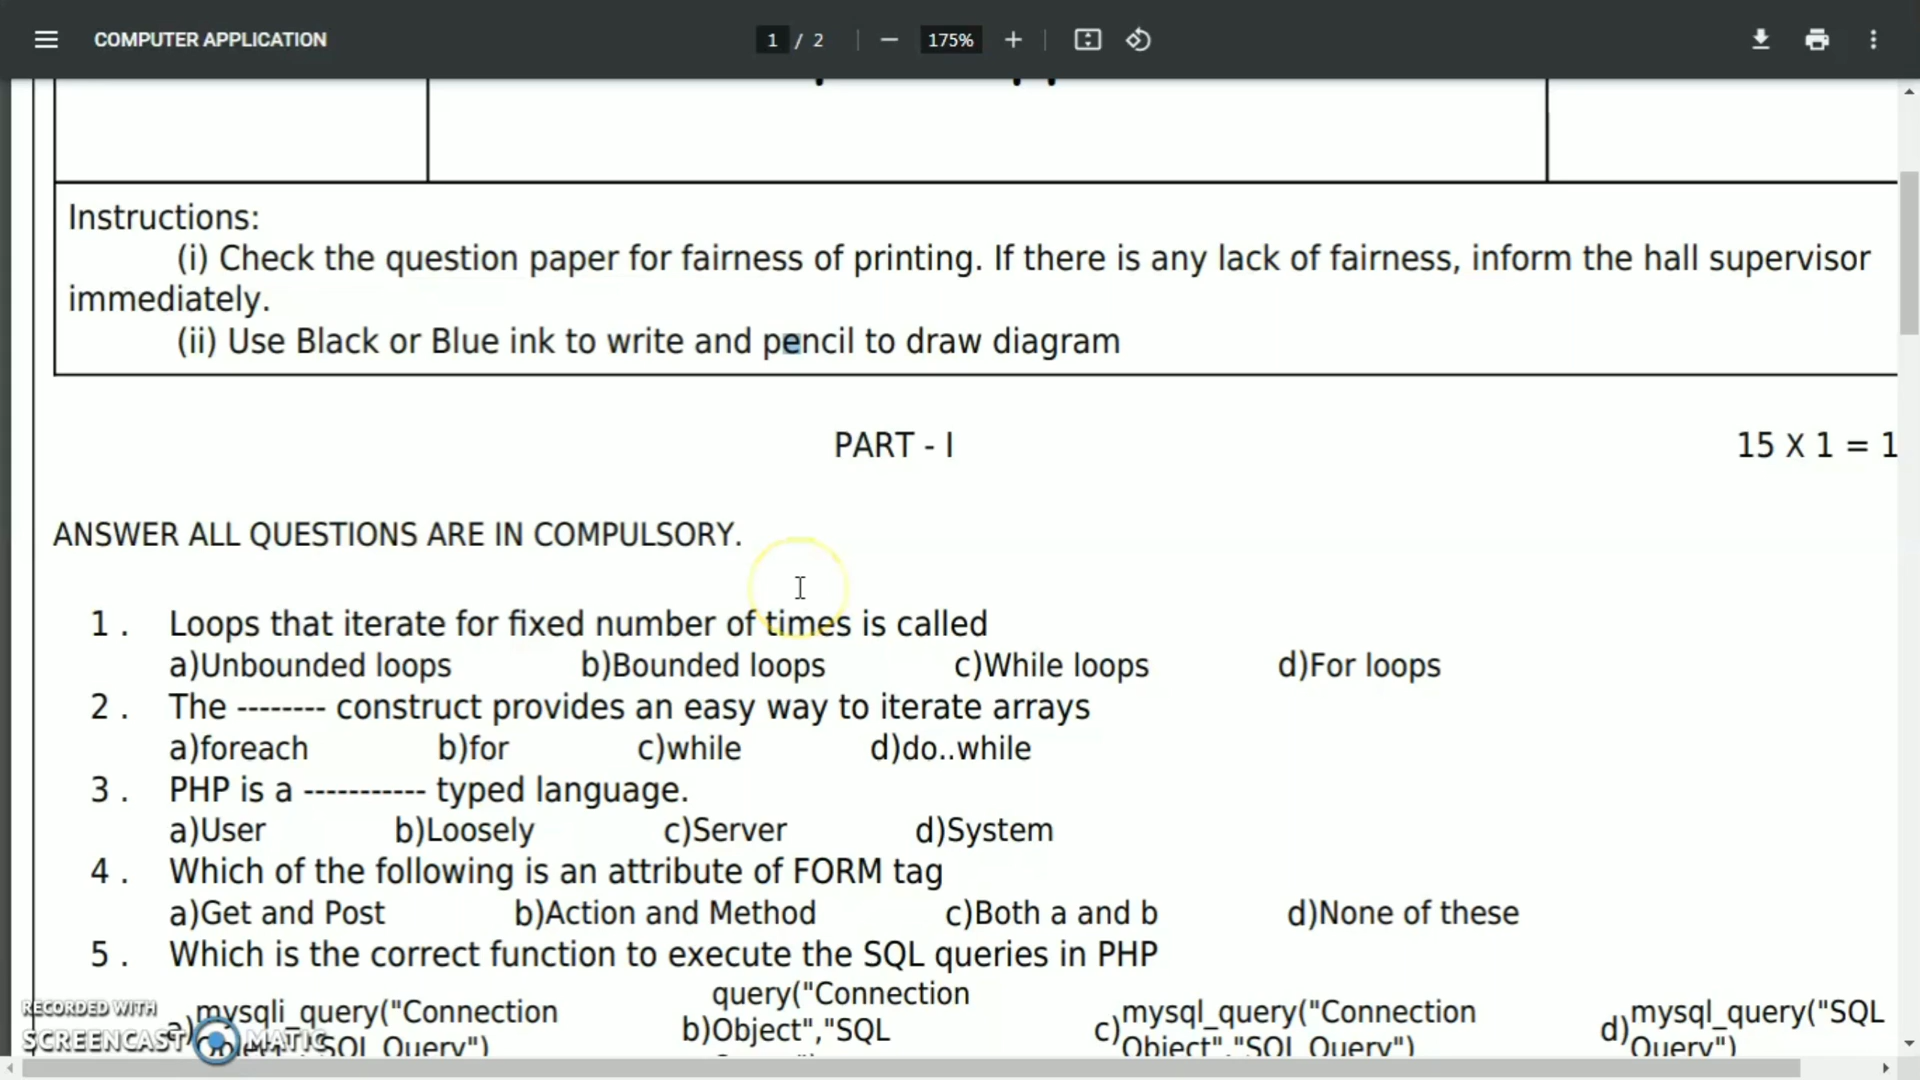 COMPUTER APPLICATION
1 / 2
175%
Instructions:
(i) Check the question paper for fairness of printing. If there is any lack of fairness, inform the hall supervisor
immediately.
(ii) Use Black or Blue ink to write and pencil to draw diagram
PART - I
15 X 1 = 1
ANSWER ALL QUESTIONS ARE IN COMPULSORY.
1 . Loops that iterate for fixed number of times is called
a)Unbounded loops b)Bounded loops c)While loops d)For loops
2 . The -------- construct provides an easy way to iterate arrays
a)foreach b)for c)while d)do..while
3 . PHP is a ----------- typed language.
a)User b)Loosely c)Server d)System
4 . Which of the following is an attribute of FORM tag
a)Get and Post b)Action and Method c)Both a and b d)None of these
5 . Which is the correct function to execute the SQL queries in PHP
a) mysqli_query("Connection
Object","SQL Query")
b) query("Connection
Object","SQL
c) mysql_query("Connection
Object","SQL Query")
d) mysql_query("SQL
Query")
RECORDED WITH
SCREENCAST MATIC